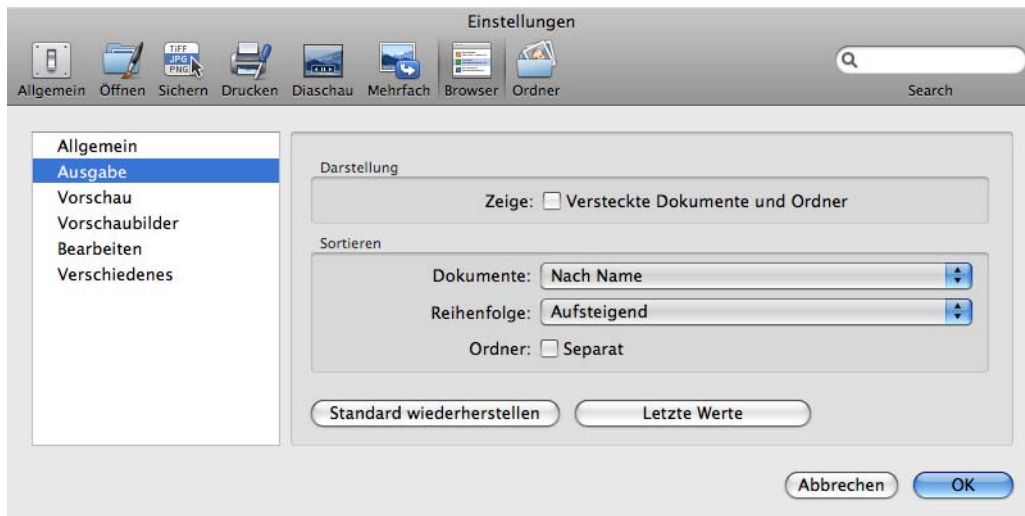 Einstellungen
TIFF
JPG
PNG
Allgemein Öffnen Sichern Drucken Diaschau Mehrfach Browser Ordner Search
Allgemein
Ausgabe
Vorschau
Vorschaubilder
Bearbeiten
Verschiedenes
Darstellung
Zeige: Versteckte Dokumente und Ordner
Sortieren
Dokumente: Nach Name
Reihenfolge: Aufsteigend
Ordner: Separat
Standard wiederherstellen Letzte Werte
Abbrechen OK